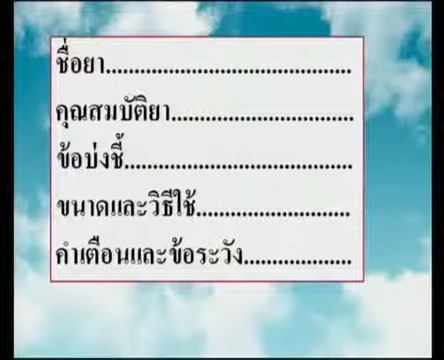 ชื่อยา............................................
คุณสมบัติยา.................................
ข้อบ่งชี้.........................................
ขนาดและวิธีใช้...........................
คำเตือนและข้อระวัง...................